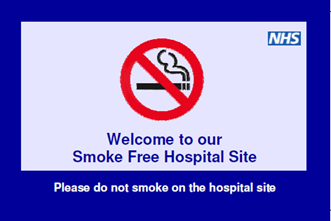 NHS
Welcome to our
Smoke Free Hospital Site
Please do not smoke on the hospital site